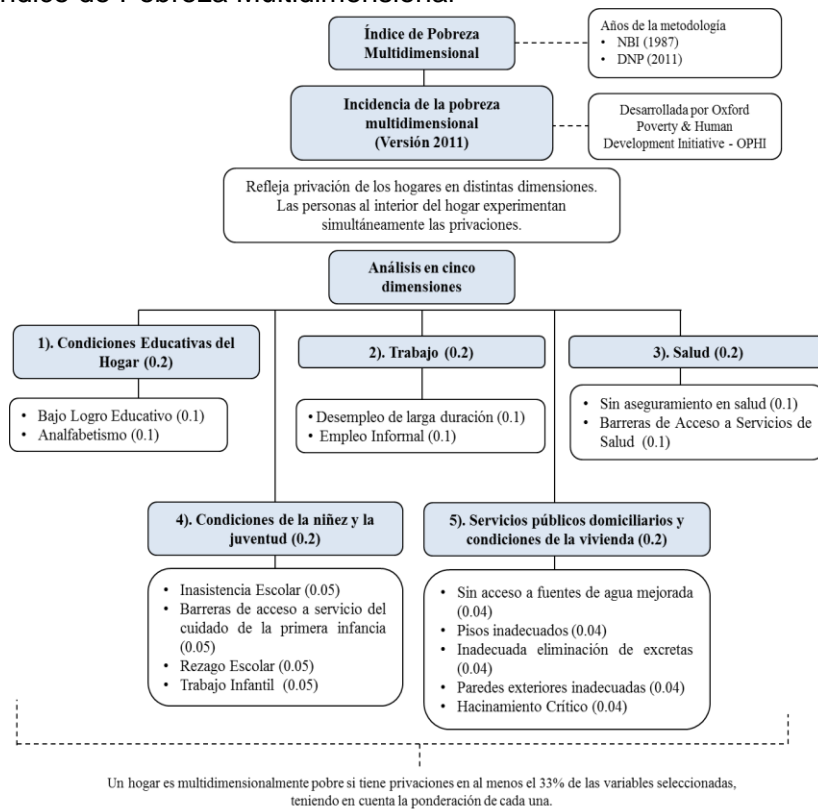 Índice de Pobreza Multidimensional
Índice de Pobreza
Multidimensional
Años de la metodología
• NBI (1987)
• DNP (2011)
Incidencia de la pobreza
multidimensional
(Versión 2011)
Desarrollada por Oxford
Poverty & Human
Development Initiative - OPHI
Refleja privación de los hogares en distintas dimensiones.
Las personas al interior del hogar experimentan
simultáneamente las privaciones.
Análisis en cinco
dimensiones
1). Condiciones Educativas del
Hogar (0.2)
• Bajo Logro Educativo (0.1)
• Analfabetismo (0.1)
2). Trabajo (0.2)
• Desempleo de larga duración (0.1)
• Empleo Informal (0.1)
3). Salud (0.2)
• Sin aseguramiento en salud (0.1)
• Barreras de Acceso a Servicios de
Salud (0.1)
4). Condiciones de la niñez y la
juventud (0.2)
• Inasistencia Escolar (0.05)
• Barreras de acceso a servicio del
cuidado de la primera infancia
(0.05)
• Rezago Escolar (0.05)
• Trabajo Infantil (0.05)
5). Servicios públicos domiciliarios y
condiciones de la vivienda (0.2)
• Sin acceso a fuentes de agua mejorada
(0.04)
• Pisos inadecuados (0.04)
• Inadecuada eliminación de excretas
(0.04)
• Paredes exteriores inadecuadas (0.04)
• Hacinamiento Crítico (0.04)
Un hogar es multidimensionalmente pobre si tiene privaciones en al menos el 33% de las variables seleccionadas,
teniendo en cuenta la ponderación de cada una.